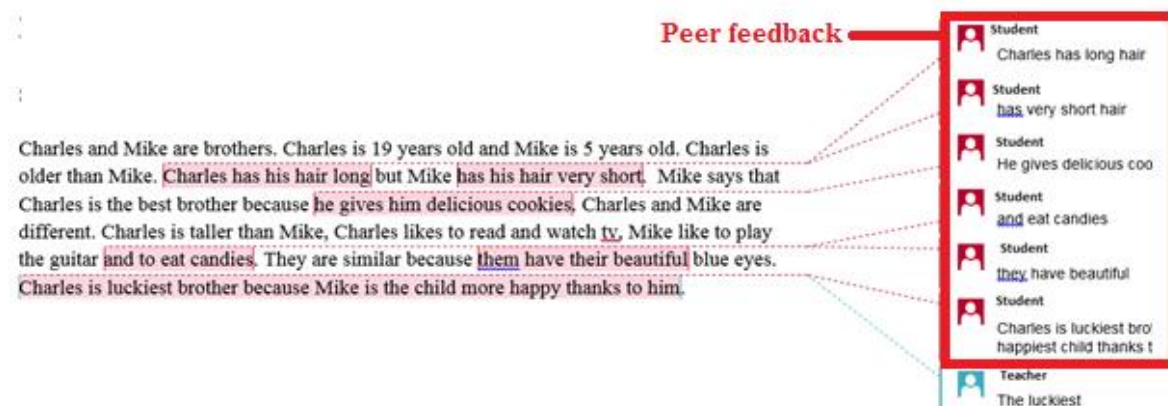 Peer feedback
Charles and Mike are brothers. Charles is 19 years old and Mike is 5 years old. Charles is
older than Mike. Charles has his hair long but Mike has his hair very short. Mike says that
Charles is the best brother because he gives him delicious cookies. Charles and Mike are
different. Charles is taller than Mike, Charles likes to read and watch tv, Mike like to play
the guitar and to eat candies. They are similar because them have their beautiful blue eyes.
Charles is luckiest brother because Mike is the child more happy thanks to him.
Student
Charles has long hair
Student
has very short hair
Student
He gives delicious coo
Student
and eat candies
Student
they have beautiful
Student
Charles is luckiest bro
happiest child thanks t
Teacher
The luckiest